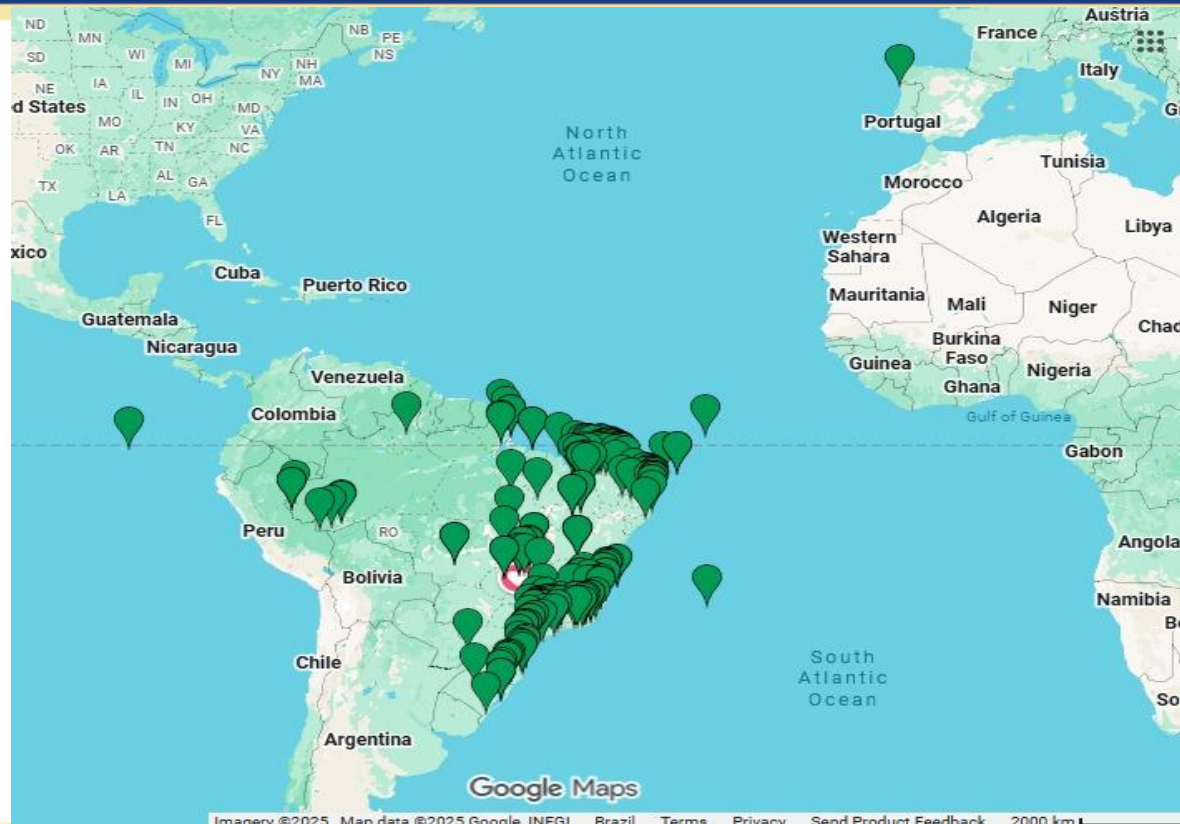 ND
MN
WI
MI
NB
PE
NS
SD
NE
IA
IL
IN
OH
NY
NH
MA
MD
d States
MO
KY
VA
OK
AR
TN
NC
TX
LA
AL
GA
FL
xico
Cuba
Puerto Rico
Guatemala
Nicaragua
North
Atlantic
Ocean
Austria
France
Italy
Portugal
Tunisia
Morocco
Algeria
Libya
Western
Sahara
Mauritania
Mali
Niger
Chad
Burkina
Faso
Guinea
Nigeria
Ghana
Gulf of Guinea
Gabon
Venezuela
Colombia
Peru
RO
Bolivia
Angola
Namibia
Chile
South
Atlantic
Ocean
So
Argentina
Google Maps
Imagery ©2025 , Map data ©2025 Google, INEGI Brazil Terms Privacy Send Product Feedback 2000 km